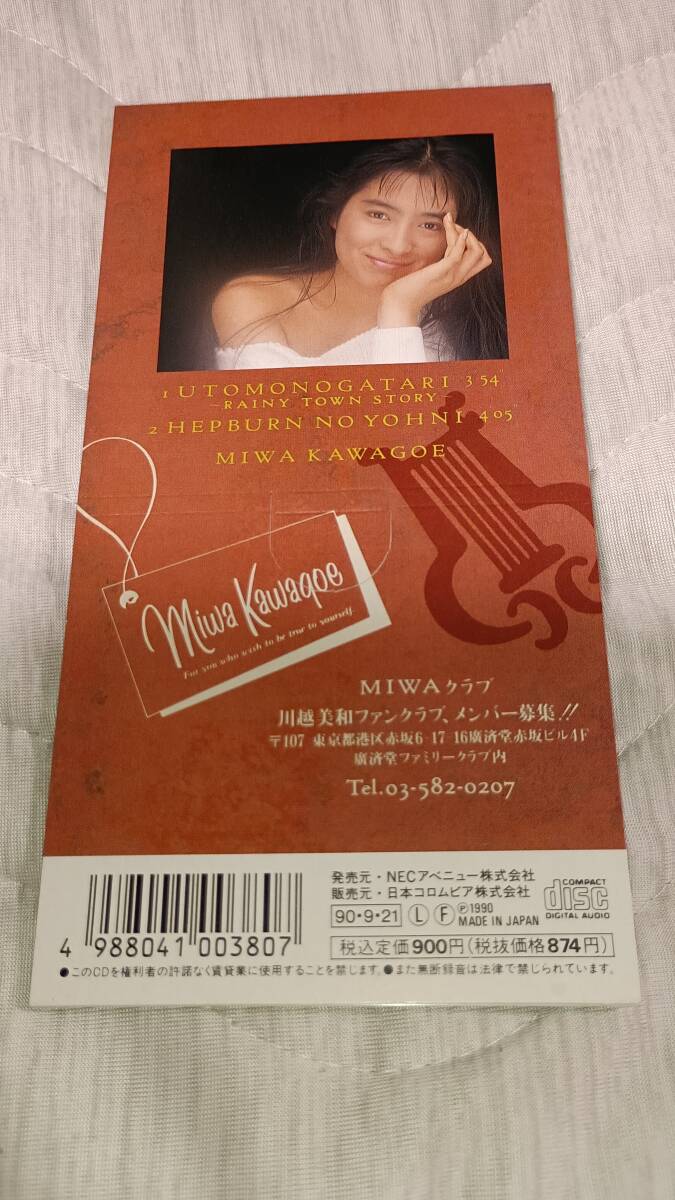 1 UTOMONOGATARI 3'54"
-RAINY TOWN STORY-
2 HEPBURN NO YOHNI 4'05"
MIWA KAWAGOE
Miwa Kawagoe
For you who wish to be true to yourself.
MIWAクラブ
川越美和ファンクラブ、メンバー募集!!
〒107 東京都港区赤坂6-17-16廣済堂赤坂ビル4F
廣済堂ファミリークラブ内
Tel.03-582-0207
発売元・NECアベニュー株式会社
販売元・日本コロムビア株式会社
90・9・21 L F Ⓟ1990
MADE IN JAPAN
COMPACT
disc
DIGITAL AUDIO
税込定価900円(税抜価格874円)
4 988041 003807
●このCDを権利者の許諾なく賃貸業に使用することを禁じます。●また無断録音は法律で禁じられています。